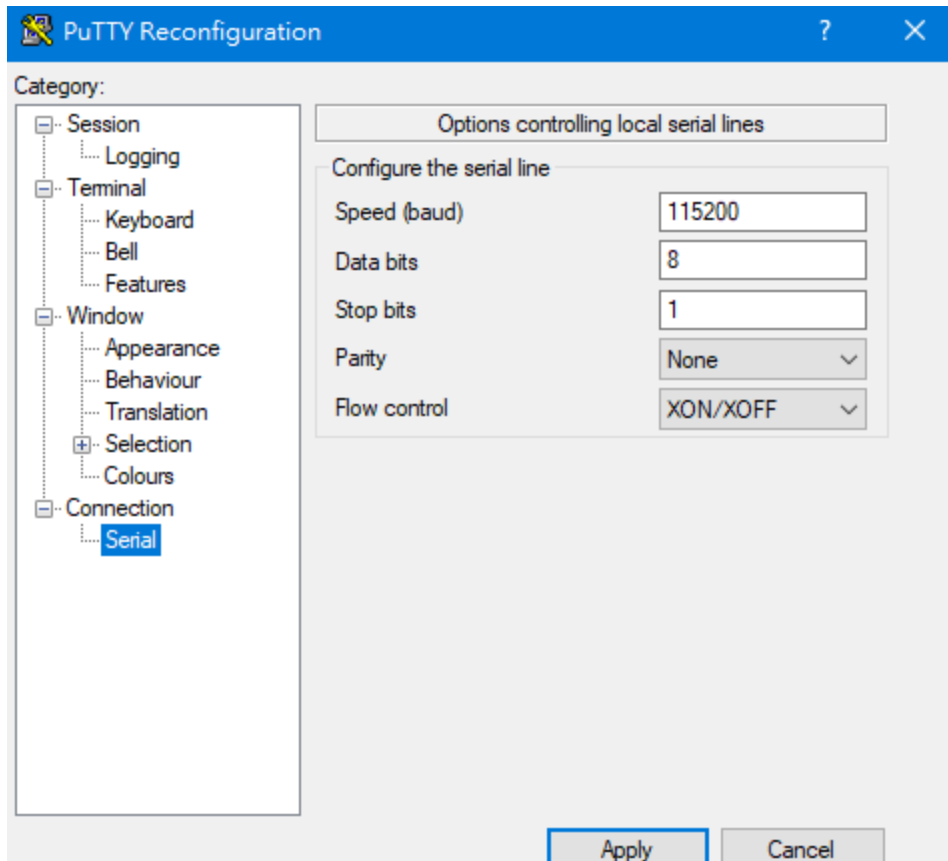 PuTTY Reconfiguration ? ×
Category:
Session
Logging
Terminal
Keyboard
Bell
Features
Window
Appearance
Behaviour
Translation
Selection
Colours
Connection
Serial
Options controlling local serial lines
Configure the serial line
Speed (baud) 115200
Data bits 8
Stop bits 1
Parity None
Flow control XON/XOFF
Apply Cancel